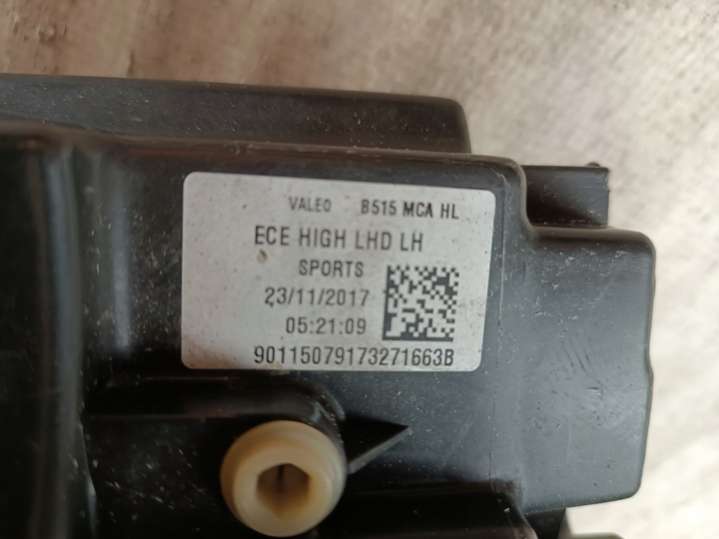 VALEO B515 MCA HL
ECE HIGH LHD LH
SPORTS
23/11/2017
05:21:09
90115079173271663B